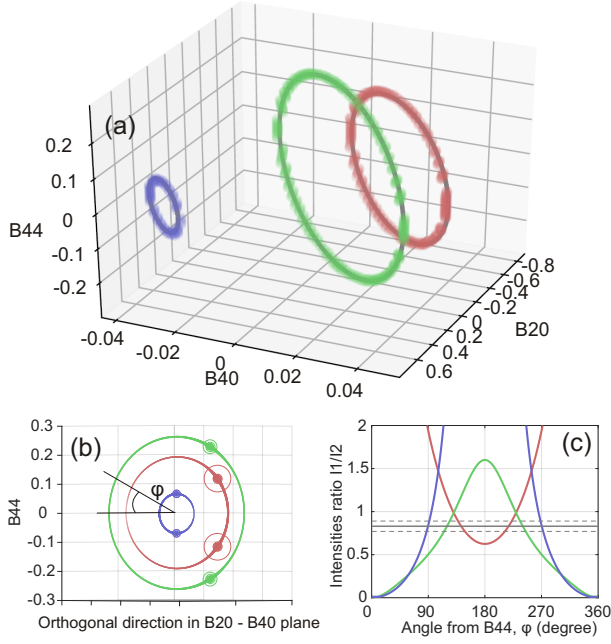 (a)
0.2
0.1
0
-0.1
-0.2
B44
-0.04
-0.02
0
0.02
0.04
B40
-0.8
-0.6
-0.4
-0.2
0
0.2
0.4
0.6
B20
(b)
0.3
0.2
0.1
0
-0.1
-0.2
-0.3
B44
φ
Orthogonal direction in B20 - B40 plane
(c)
2
1.5
1
0.5
0
Intensities ratio I1/I2
0 90 180 270 360
Angle from B44, φ (degree)